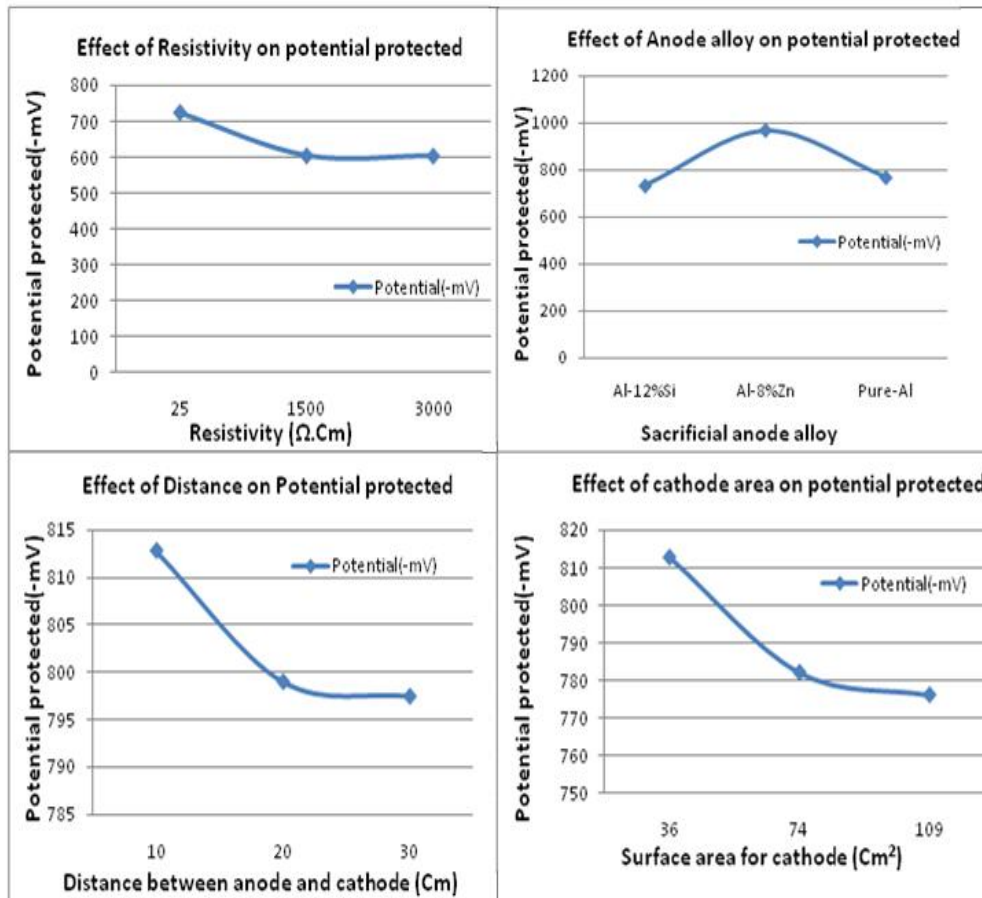 Effect of Resistivity on potential protected
Potential protected(-mV)
800
700
600
500
400
300
200
100
0
Potential(-mV)
25 1500 3000
Resistivity (Ω.Cm)
Effect of Anode alloy on potential protected
Potential protected(-mV)
1200
1000
800
600
400
200
0
Potential(-mV)
Al-12%Si Al-8%Zn Pure-Al
Sacrificial anode alloy
Effect of Distance on Potential protected
Potential protected(-mV)
815
810
805
800
795
790
785
Potential(-mV)
10 20 30
Distance between anode and cathode (Cm)
Effect of cathode area on potential protected
Potential protected(-mV)
820
810
800
790
780
770
760
750
Potential(-mV)
36 74 109
Surface area for cathode (Cm²)